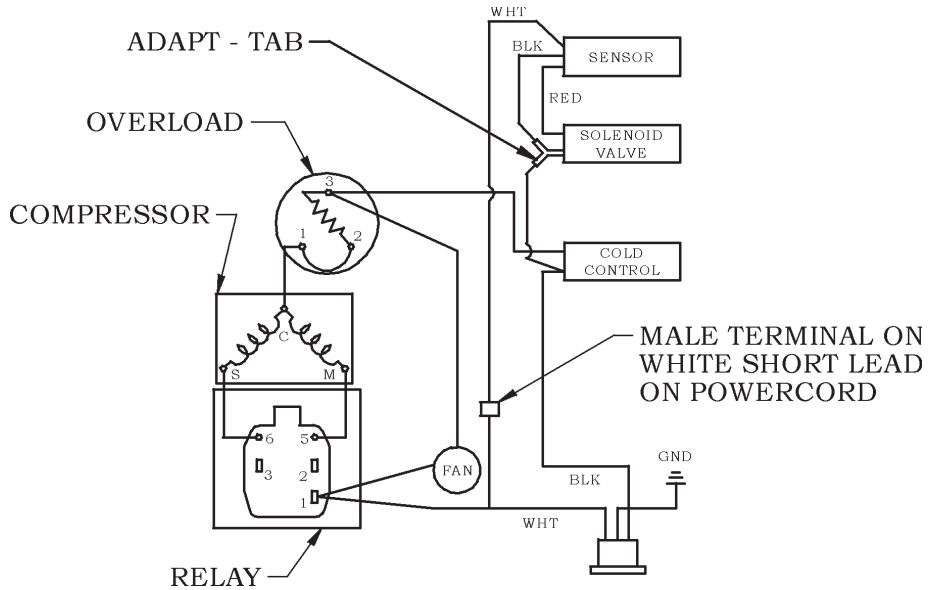 WHT
ADAPT - TAB
BLK
SENSOR
RED
OVERLOAD
SOLENOID
VALVE
3
COMPRESSOR
1
2
COLD
CONTROL
C
MALE TERMINAL ON
WHITE SHORT LEAD
ON POWERCORD
S
M
6
5
3
2
FAN
GND
BLK
1
WHT
RELAY